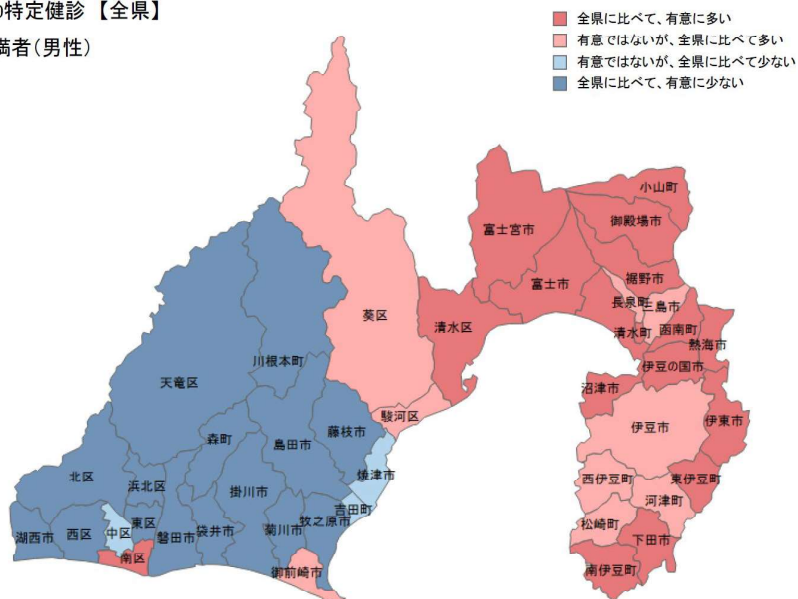 の特定健診 【全県】
満者(男性)
全県に比べて、有意に多い
有意ではないが、全県に比べて多い
有意ではないが、全県に比べて少ない
全県に比べて、有意に少ない
小山町
御殿場市
富士宮市
裾野市
富士市
長泉町
三島市
葵区
清水区
清水町
函南町
熱海市
川根本町
伊豆の国市
天竜区
沼津市
駿河区
伊東市
藤枝市
伊豆市
森町
島田市
焼津市
北区
浜北区
掛川市
西伊豆町
東伊豆町
河津町
吉田町
牧之原市
東区
松崎町
湖西市
西区
中区
磐田市
袋井市
菊川市
下田市
南区
御前崎市
南伊豆町